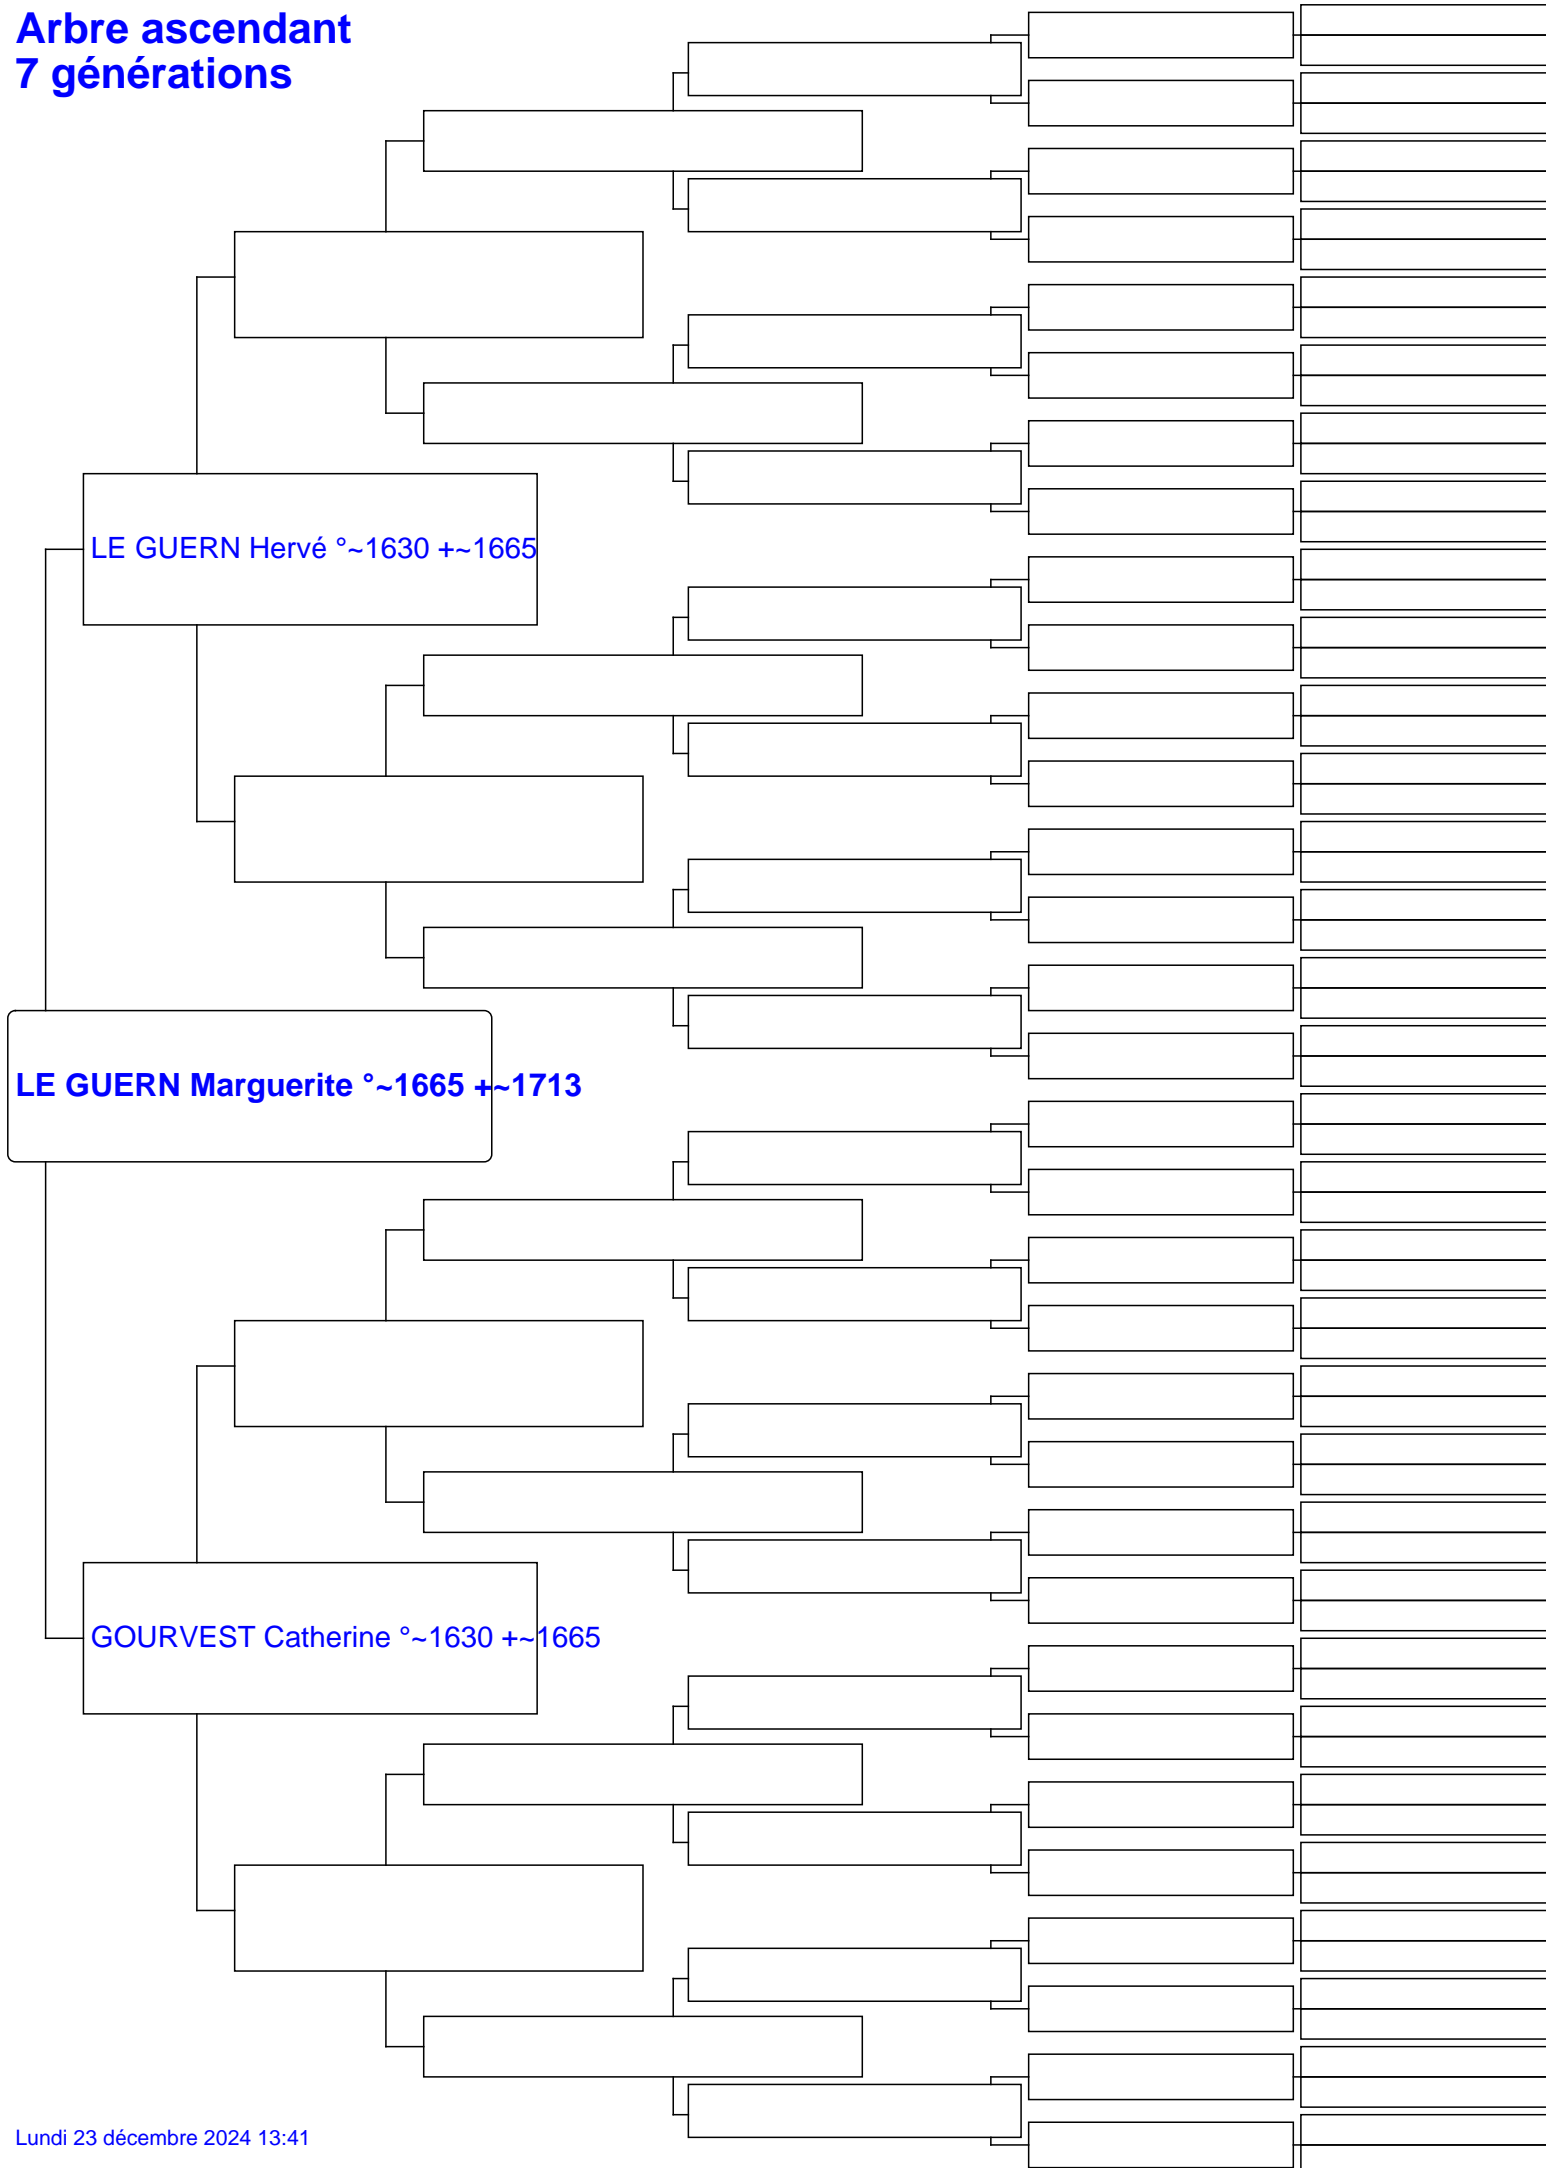 Arbre ascendant
7 générations
LE GUERN Hervé °~1630 +~1665
LE GUERN Marguerite °~1665 +~1713
GOURVEST Catherine °~1630 +~1665
Lundi 23 décembre 2024 13:41